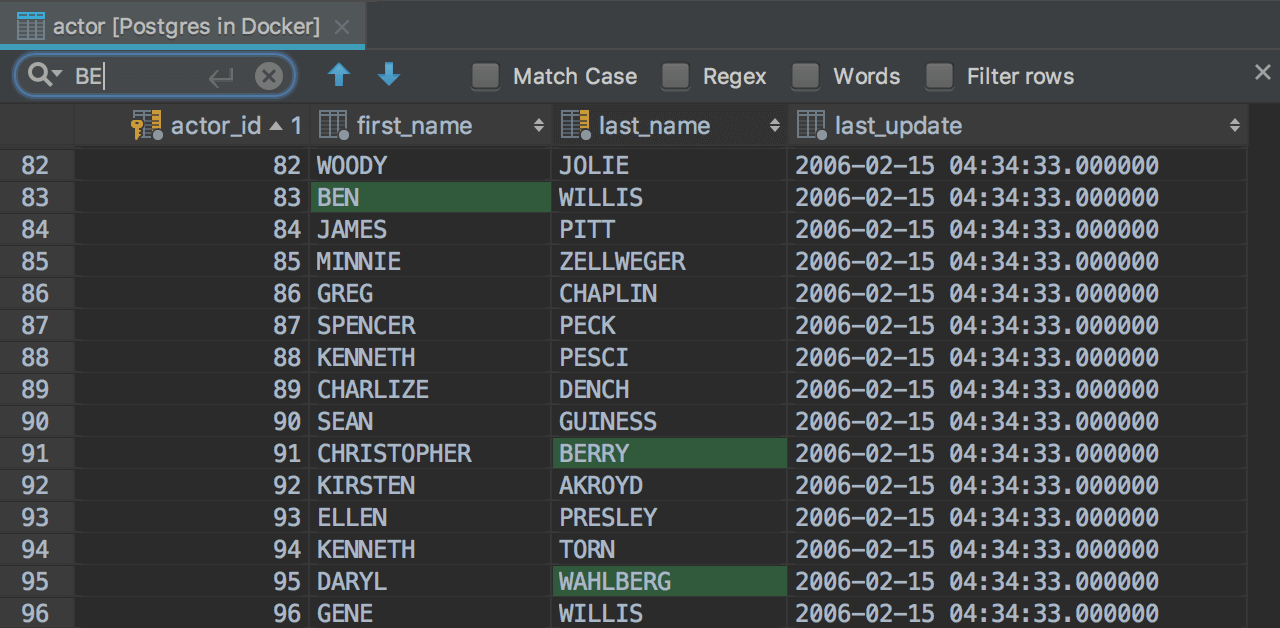 actor [Postgres in Docker]
BE Match Case Regex Words Filter rows
actor_id 1 first_name last_name last_update
82 82 WOODY JOLIE 2006-02-15 04:34:33.000000
83 83 BEN WILLIS 2006-02-15 04:34:33.000000
84 84 JAMES PITT 2006-02-15 04:34:33.000000
85 85 MINNIE ZELLWEGER 2006-02-15 04:34:33.000000
86 86 GREG CHAPLIN 2006-02-15 04:34:33.000000
87 87 SPENCER PECK 2006-02-15 04:34:33.000000
88 88 KENNETH PESCI 2006-02-15 04:34:33.000000
89 89 CHARLIZE DENCH 2006-02-15 04:34:33.000000
90 90 SEAN GUINESS 2006-02-15 04:34:33.000000
91 91 CHRISTOPHER BERRY 2006-02-15 04:34:33.000000
92 92 KIRSTEN AKROYD 2006-02-15 04:34:33.000000
93 93 ELLEN PRESLEY 2006-02-15 04:34:33.000000
94 94 KENNETH TORN 2006-02-15 04:34:33.000000
95 95 DARYL WAHLBERG 2006-02-15 04:34:33.000000
96 96 GENE WILLIS 2006-02-15 04:34:33.000000